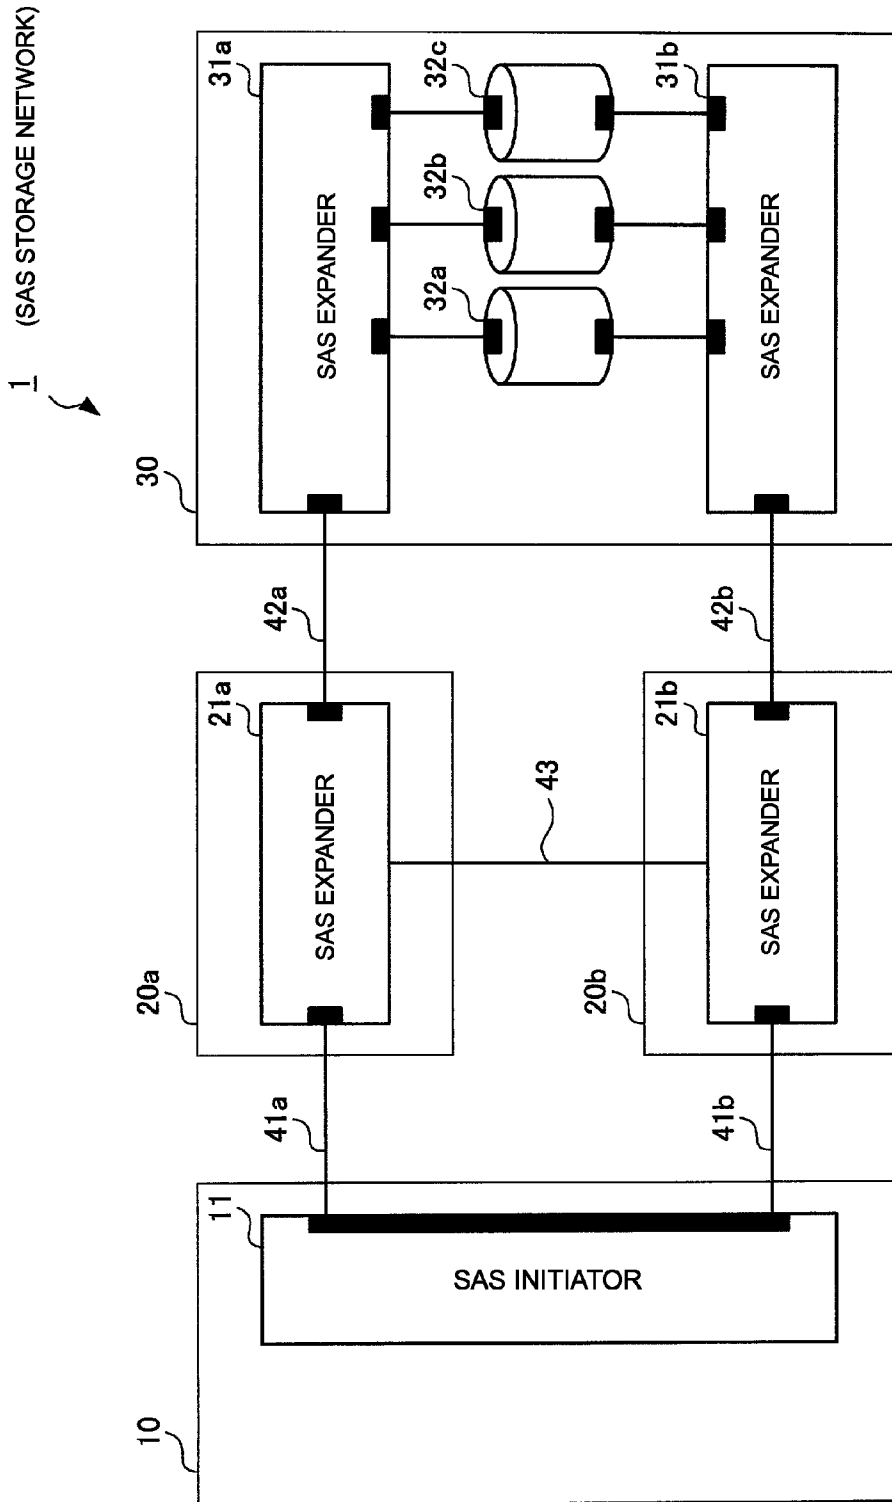 1 (SAS STORAGE NETWORK)
10
11
SAS INITIATOR
41a
41b
20a
21a
SAS EXPANDER
43
20b
21b
SAS EXPANDER
42a
42b
30
31a
SAS EXPANDER
32a
32b
32c
31b
SAS EXPANDER